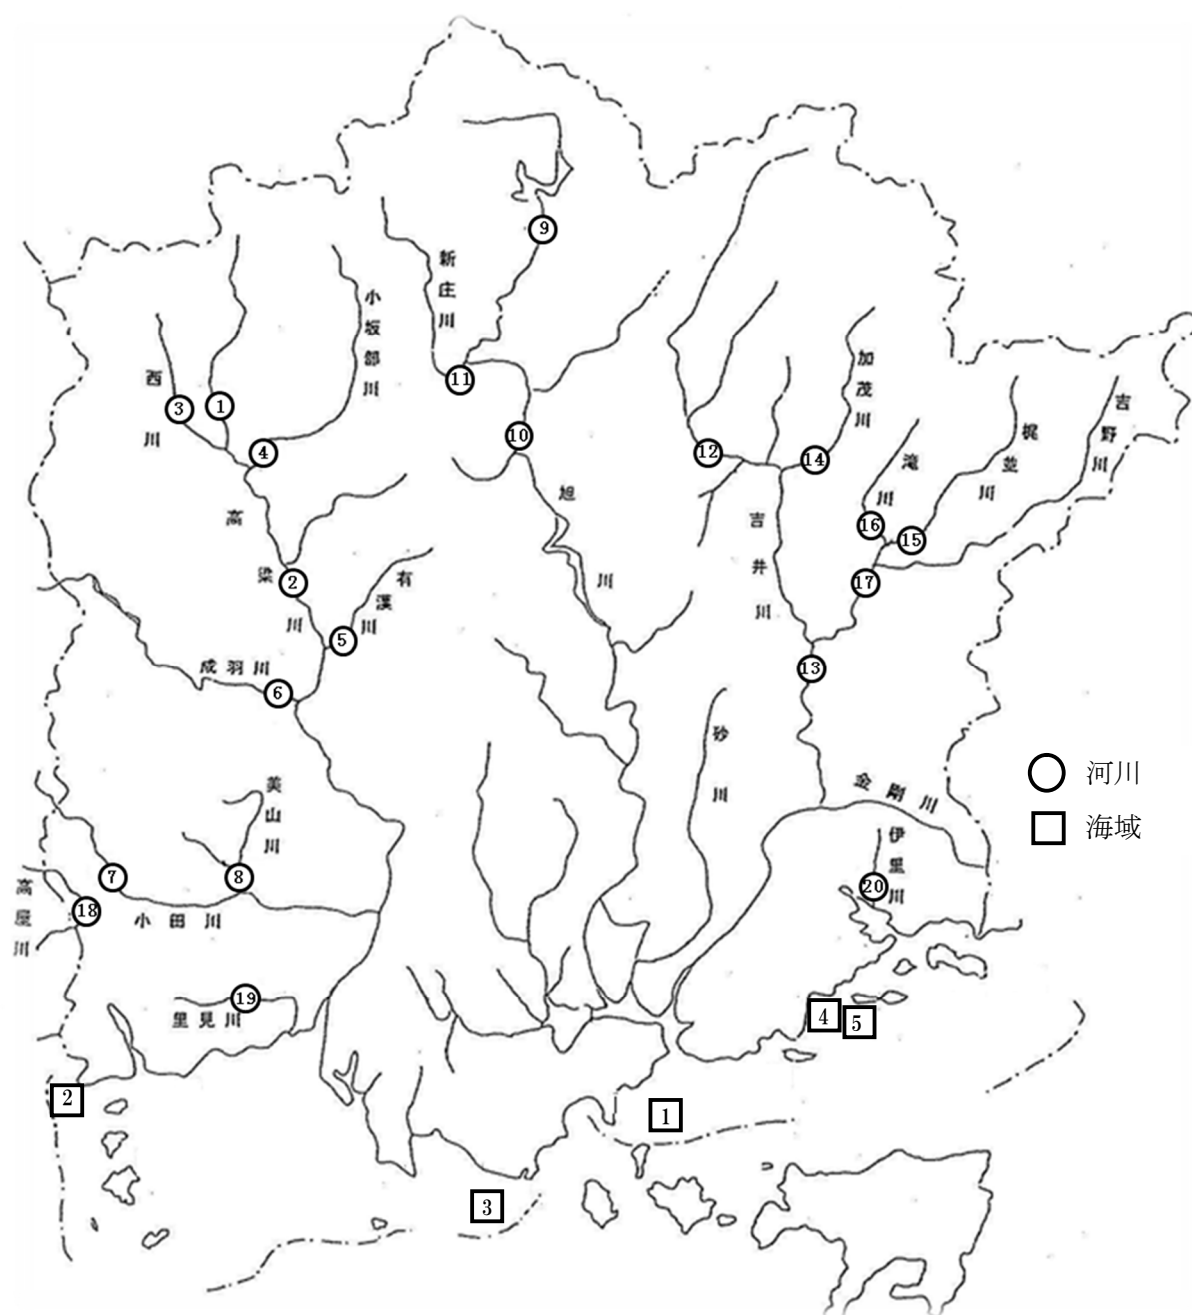 9
新庄川
小坂部川
西川
3
1
4
11
10
加茂川
12
14
吉野川
梶並川
滝川
16
15
17
高梁川
2
旭川
吉井川
有漢川
5
成羽川
6
13
砂川
金剛川
河川
海域
美山川
伊里川
7
8
20
高屋川
18
小田川
19
里見川
4
5
2
1
3